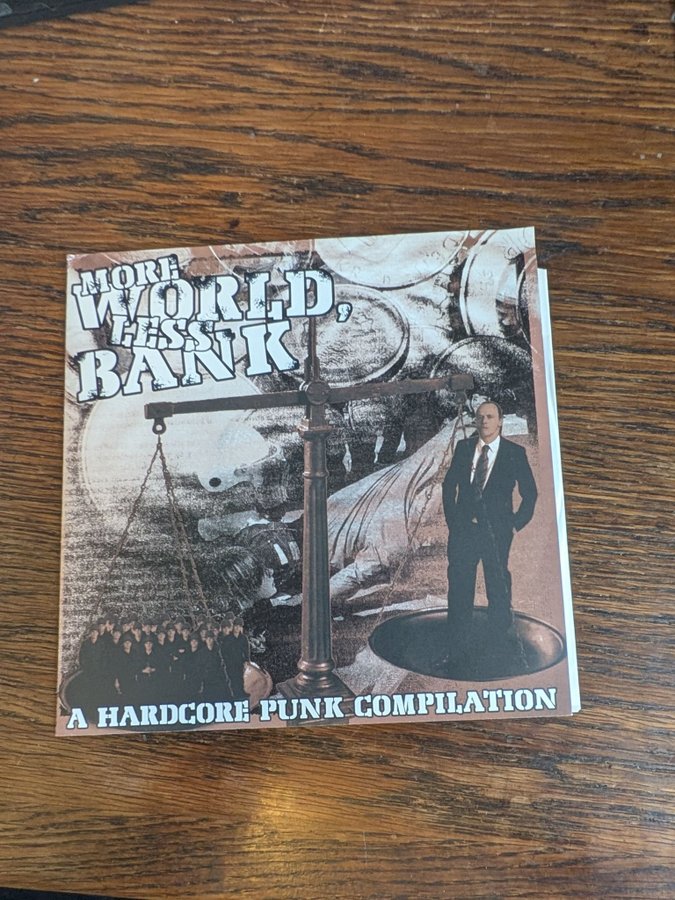 MORE
WORLD,
LESS
BANK
A HARDCORE PUNK COMPILATION